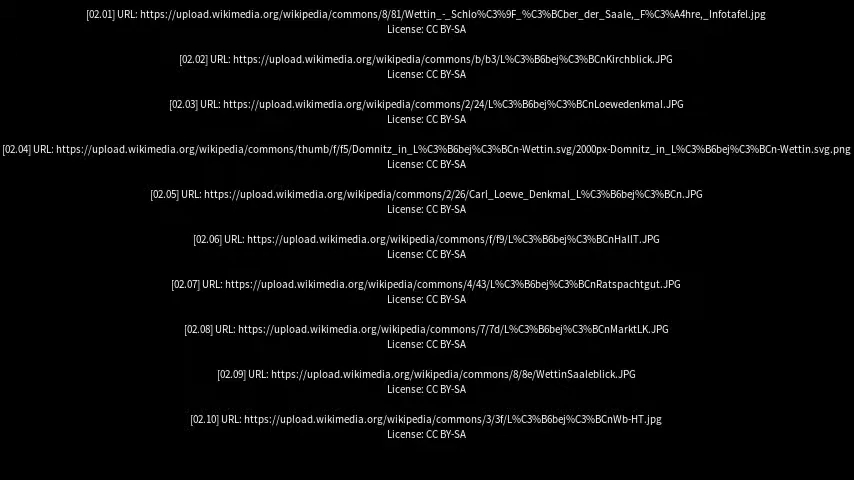 [02.01] URL: https://upload.wikimedia.org/wikipedia/commons/8/81/Wettin_-_Schlo%C3%9F_%C3%BCber_der_Saale,_F%C3%A4hre,_Infotafel.jpg
License: CC BY-SA
[02.02] URL: https://upload.wikimedia.org/wikipedia/commons/b/b3/L%C3%B6bej%C3%BCnKirchblick.JPG
License: CC BY-SA
[02.03] URL: https://upload.wikimedia.org/wikipedia/commons/2/24/L%C3%B6bej%C3%BCnLoewedenkmal.JPG
License: CC BY-SA
[02.04] URL: https://upload.wikimedia.org/wikipedia/commons/thumb/f/f5/Domnitz_in_L%C3%B6bej%C3%BCn-Wettin.svg/2000px-Domnitz_in_L%C3%B6bej%C3%BCn-Wettin.svg.png
License: CC BY-SA
[02.05] URL: https://upload.wikimedia.org/wikipedia/commons/2/26/Carl_Loewe_Denkmal_L%C3%B6bej%C3%BCn.JPG
License: CC BY-SA
[02.06] URL: https://upload.wikimedia.org/wikipedia/commons/f/f9/L%C3%B6bej%C3%BCnHallT.JPG
License: CC BY-SA
[02.07] URL: https://upload.wikimedia.org/wikipedia/commons/4/43/L%C3%B6bej%C3%BCnRatspachtgut.JPG
License: CC BY-SA
[02.08] URL: https://upload.wikimedia.org/wikipedia/commons/7/7d/L%C3%B6bej%C3%BCnMarktLK.JPG
License: CC BY-SA
[02.09] URL: https://upload.wikimedia.org/wikipedia/commons/8/8e/WettinSaaleblick.JPG
License: CC BY-SA
[02.10] URL: https://upload.wikimedia.org/wikipedia/commons/3/3f/L%C3%B6bej%C3%BCnWb-HT.jpg
License: CC BY-SA